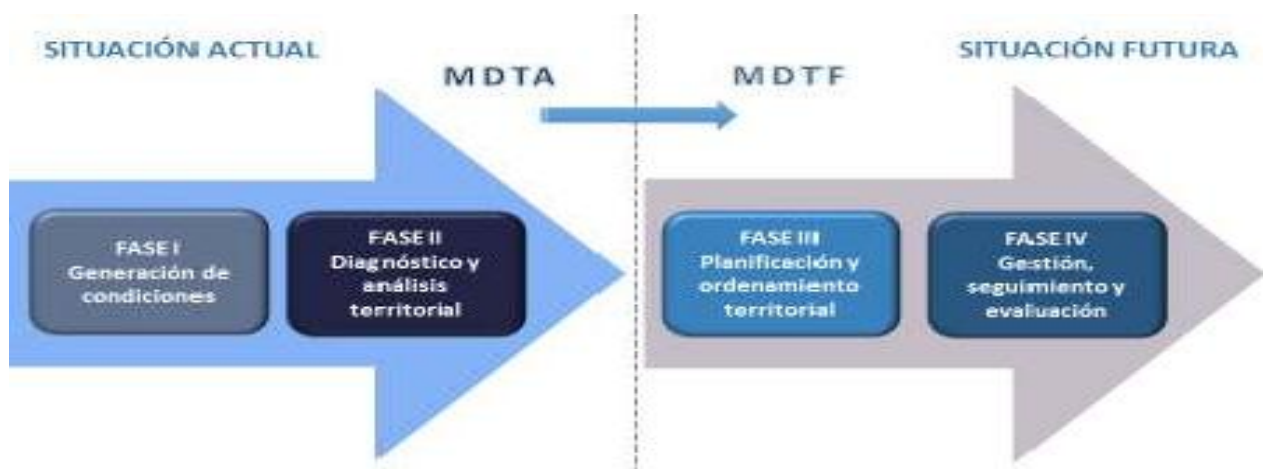 SITUACIÓN ACTUAL
MDTA
MDTF
SITUACIÓN FUTURA
FASE I
Generación de
condiciones
FASE II
Diagnóstico y
análisis
territorial
FASE III
Planificación y
ordenamiento
territorial
FASE IV
Gestión,
seguimiento y
evaluación